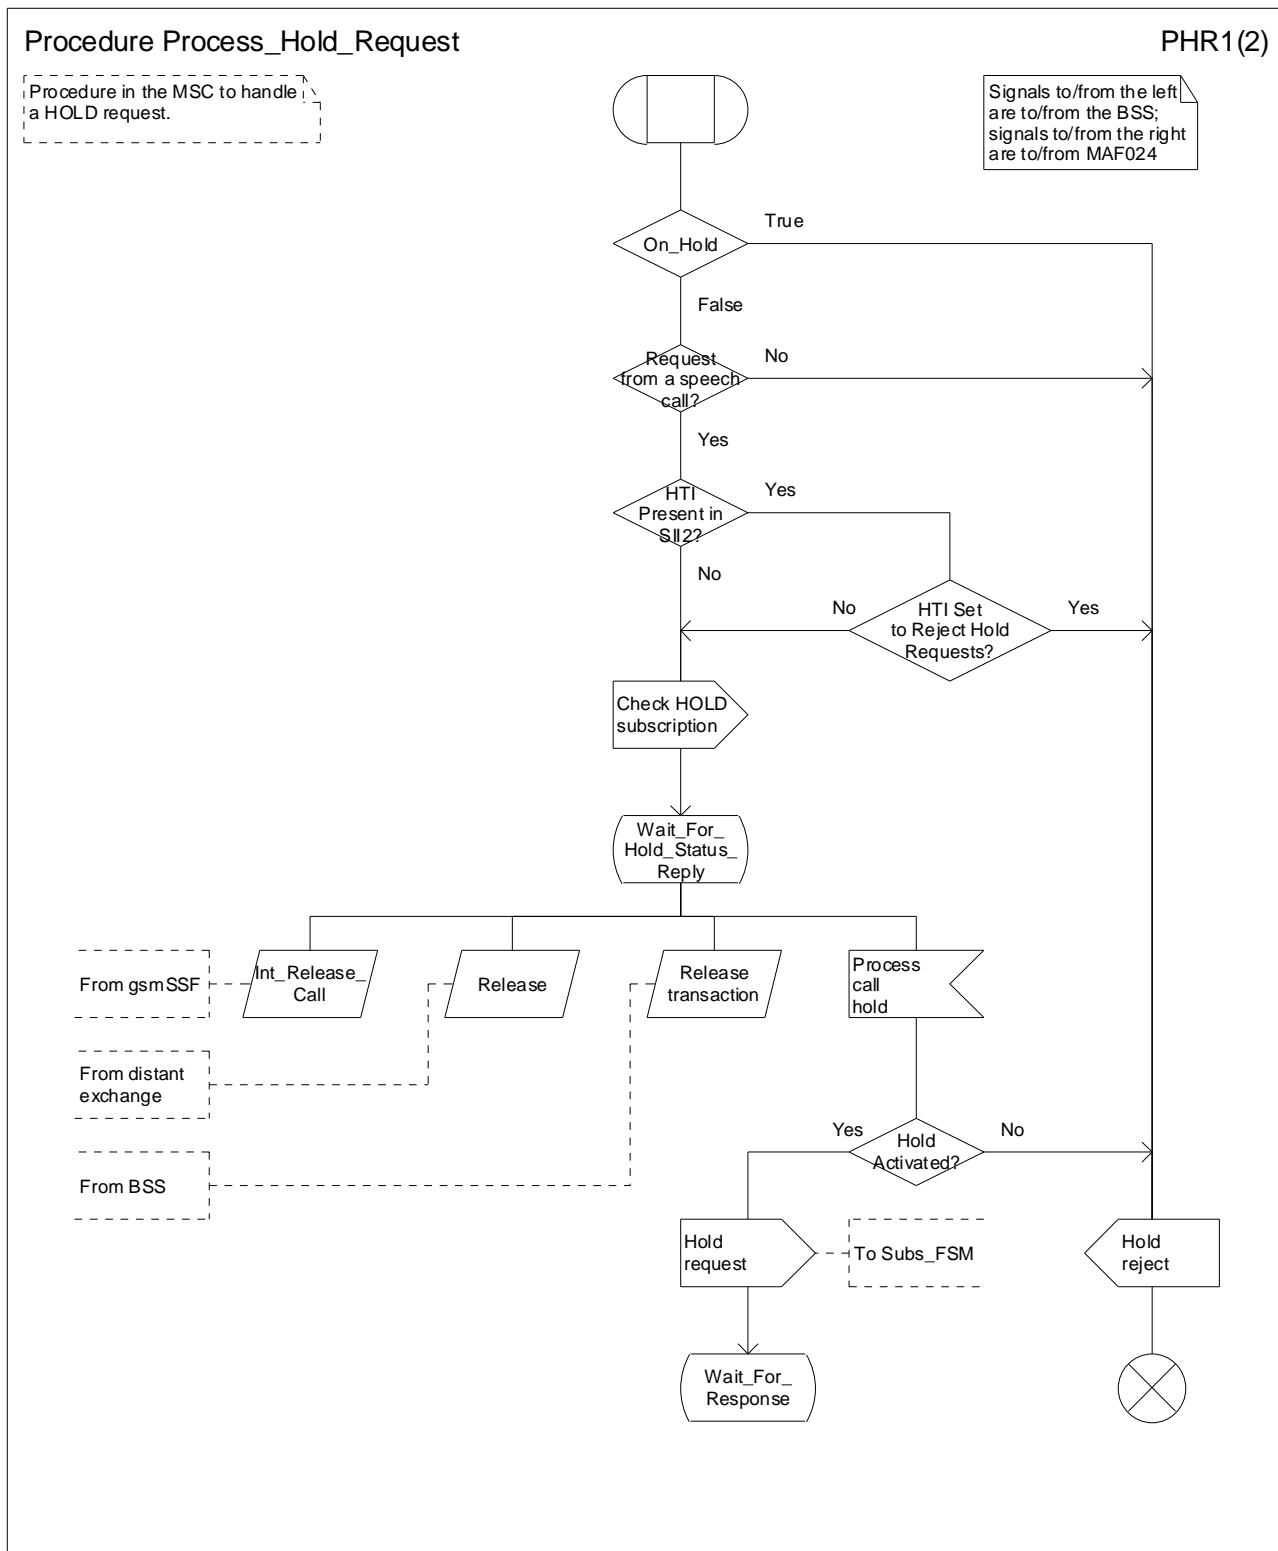 Procedure Process_Hold_Request
PHR1(2)
Procedure in the MSC to handle
a HOLD request.
Signals to/from the left
are to/from the BSS;
signals to/from the right
are to/from MAF024
On_Hold
True
False
Request
from a speech
call?
No
Yes
HTI
Present in
SII2?
Yes
No
HTI Set
to Reject Hold
Requests?
No
Yes
Check HOLD
subscription
Wait_For_
Hold_Status_
Reply
From gsmSSF
Int_Release_
Call
Release
Release
transaction
Process
call
hold
From distant
exchange
From BSS
Hold
Activated?
Yes
No
Hold
request
To Subs_FSM
Hold
reject
Wait_For_
Response